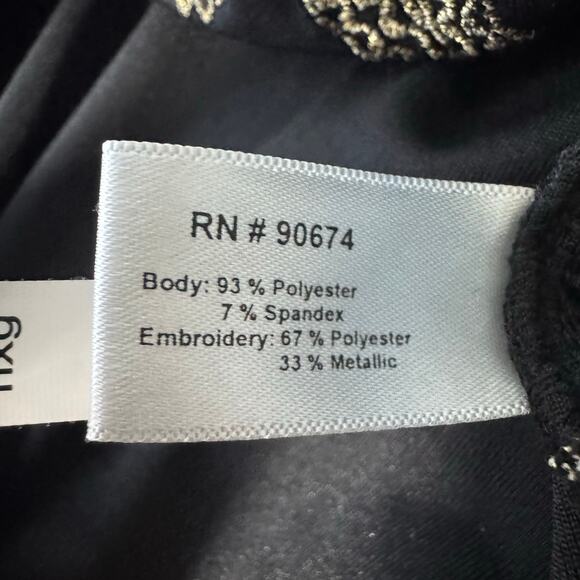 RN # 90674
Body: 93 % Polyester
7 % Spandex
Embroidery: 67 % Polyester
33 % Metallic